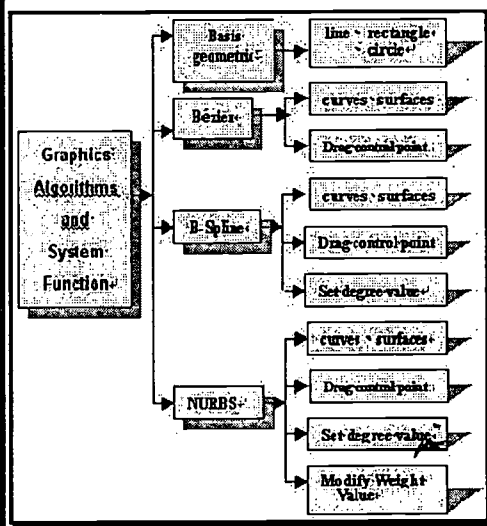 Graphics
Algorithms
and
System
Function
Basis
geometric
line、rectangle
circle
Bézier
curves、surfaces
Drag control point
B-Spline
curves、surfaces
Drag control point
Set degree value
NURBS
curves、surfaces
Drag control point
Set degree value
Modify Weight
Value